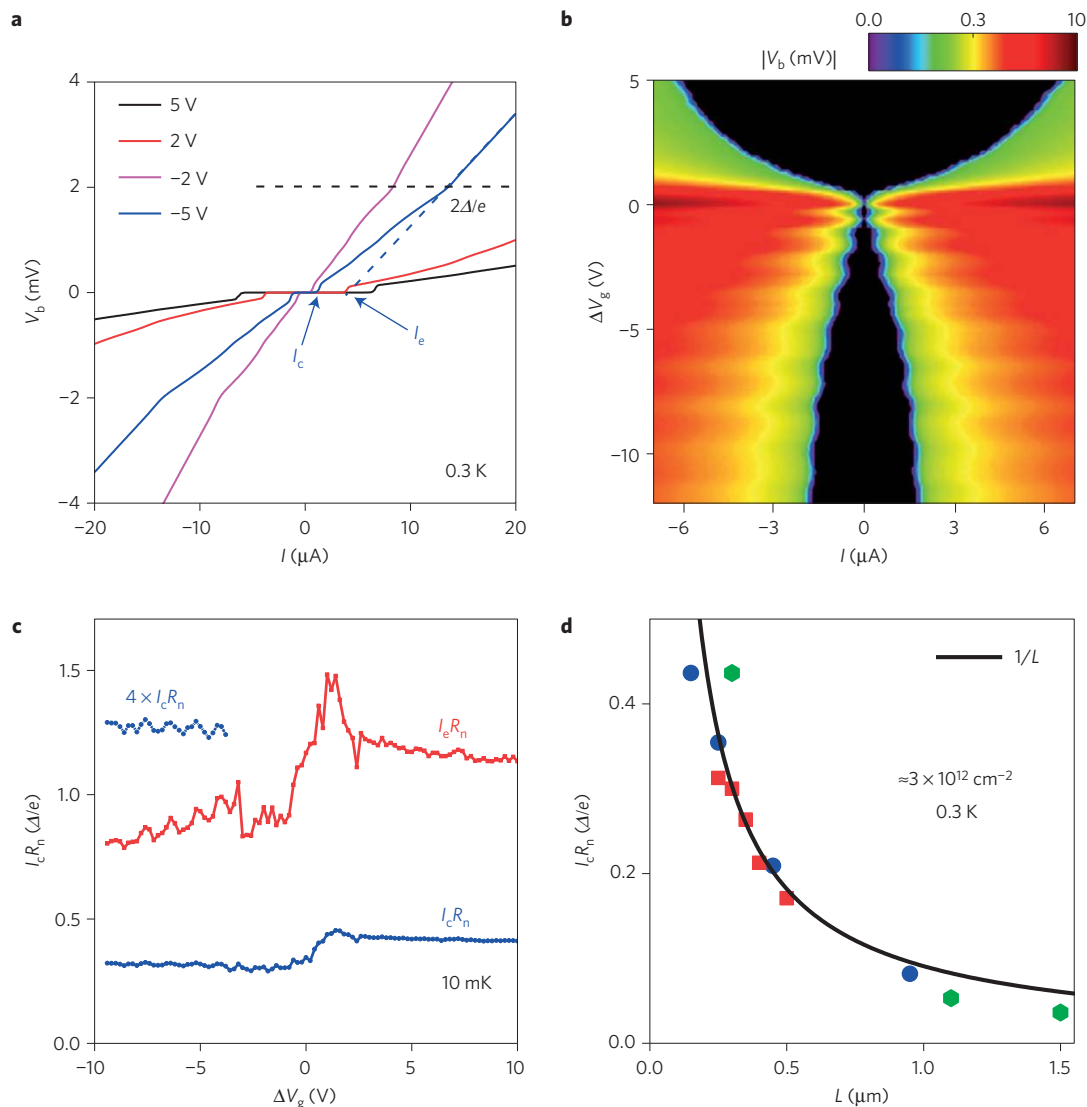 a
4
2
0
−2
−4
V_b (mV)
5 V
2 V
−2 V
−5 V
2Δ/e
I_c
I_e
0.3 K
−20
−10
0
10
20
I (μA)
b
0.0
0.3
10
|V_b (mV)|
5
0
−5
−10
ΔV_g (V)
−6
−3
0
3
6
I (μA)
c
1.5
1.0
0.5
0.0
I_cR_n (Δ/e)
4 × I_cR_n
I_eR_n
I_cR_n
10 mK
−10
−5
0
5
10
ΔV_g (V)
d
0.4
0.2
0.0
I_cR_n (Δ/e)
1/L
≈3 × 10¹² cm⁻²
0.3 K
0.0
0.5
1.0
1.5
L (μm)